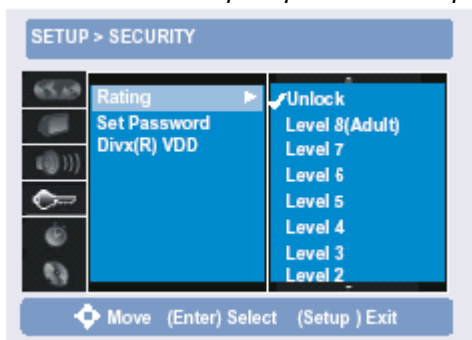 SETUP > SECURITY
Rating
Set Password
Divx(R) VDD
Unlock
Level 8(Adult)
Level 7
Level 6
Level 5
Level 4
Level 3
Level 2
Move (Enter) Select (Setup ) Exit